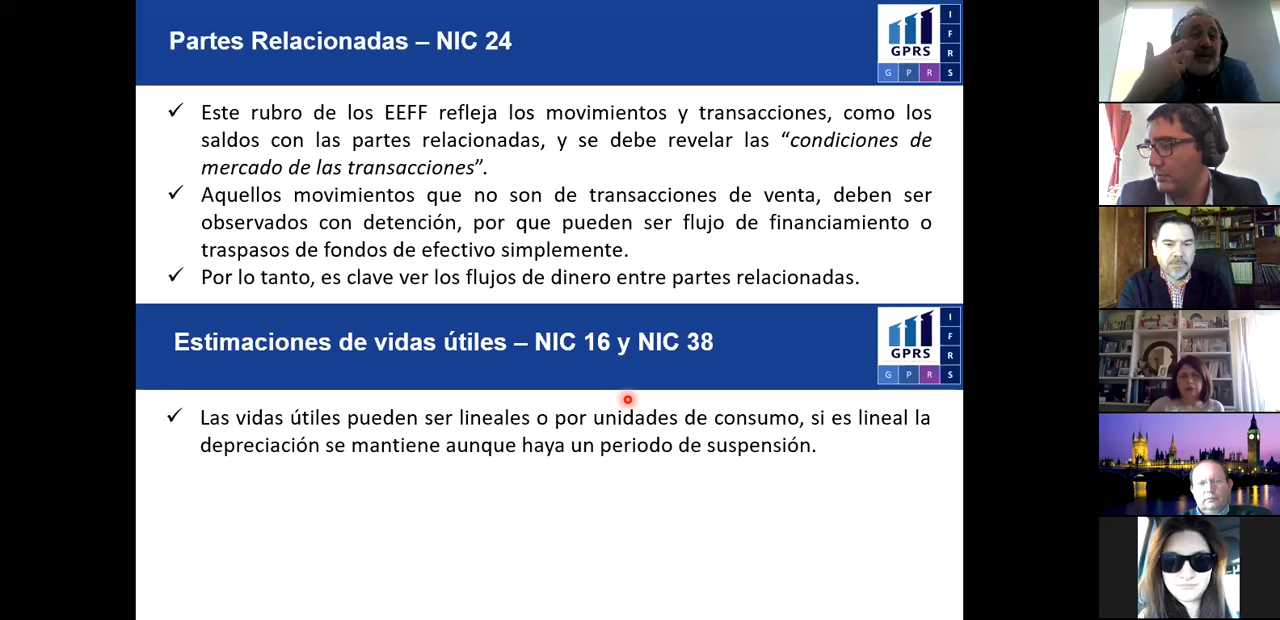 Partes Relacionadas – NIC 24
GPRS
I
F
R
G P R S
✓ Este rubro de los EEFF refleja los movimientos y transacciones, como los
saldos con las partes relacionadas, y se debe revelar las “condiciones de
mercado de las transacciones”.
✓ Aquellos movimientos que no son de transacciones de venta, deben ser
observados con detención, por que pueden ser flujo de financiamiento o
traspasos de fondos de efectivo simplemente.
✓ Por lo tanto, es clave ver los flujos de dinero entre partes relacionadas.
Estimaciones de vidas útiles – NIC 16 y NIC 38
GPRS
I
F
R
G P R S
✓ Las vidas útiles pueden ser lineales o por unidades de consumo, si es lineal la
depreciación se mantiene aunque haya un periodo de suspensión.